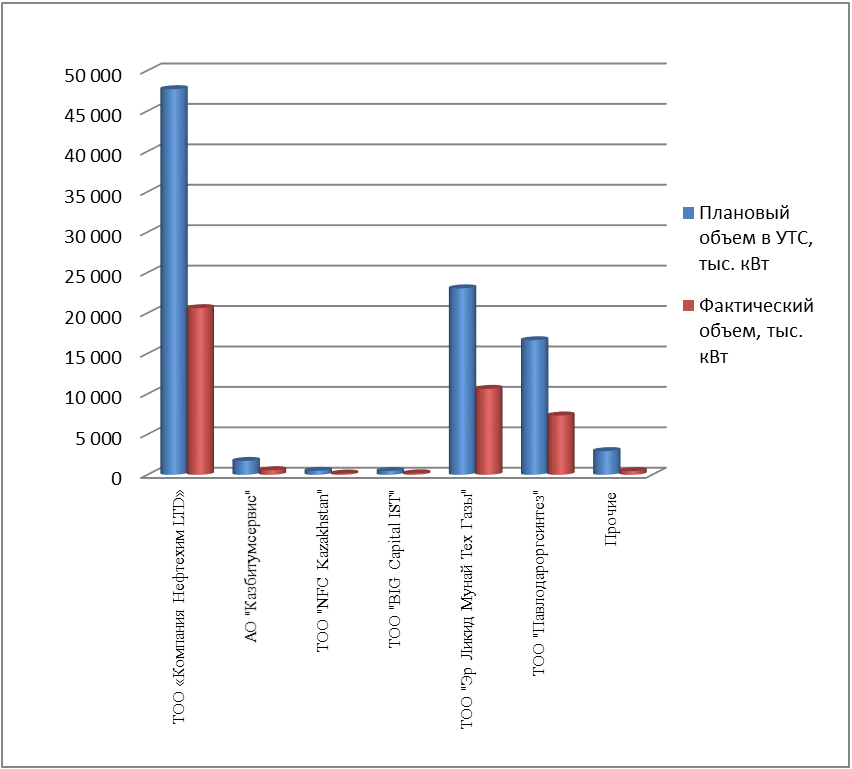 50 000
45 000
40 000
35 000
30 000
25 000
20 000
15 000
10 000
5 000
0
ТОО «Компания Нефтехим LTD»
АО "Казбитумсервис"
ТОО "NFC Kazakhstan"
ТОО "BIG Capital IST"
ТОО "Эр Ликид Мунай Тех Газы"
ТОО "Павлодароргсинтез"
Прочие
Плановый
объем в УТС,
тыс. кВт
Фактический
объем, тыс.
кВт